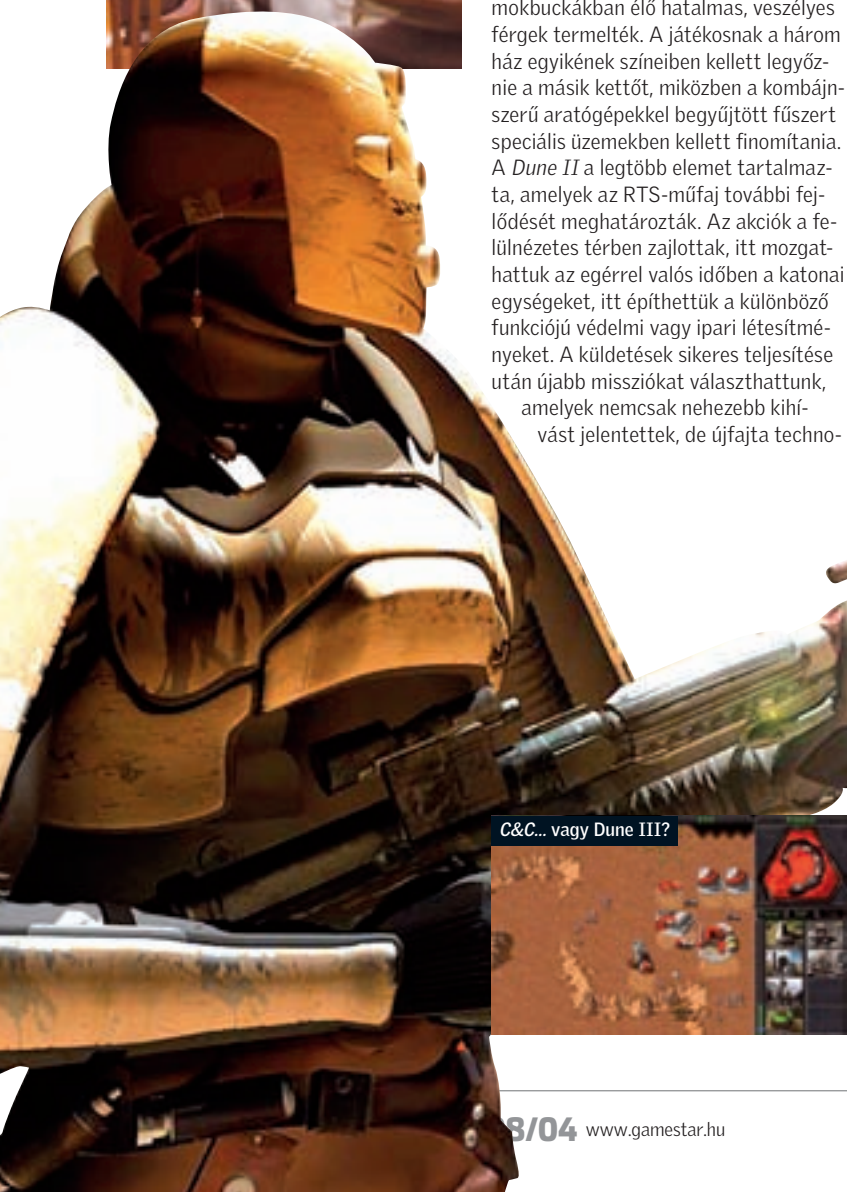 mokbuckákban élő hatalmas, veszélyes
férgek termelték. A játékosnak a három
ház egyikének színeiben kellett legyőz-
nie a másik kettőt, miközben a kombájn-
szerű aratógépekkel begyűjtött fűszert
speciális üzemekben kellett finomítania.
A Dune II a legtöbb elemet tartalmaz-
ta, amelyek az RTS-műfaj további fej-
lődését meghatározták. Az akciók a fe-
lülnézetes térben zajlottak, itt mozgat-
hattuk az egérrel valós időben a katonai
egységeket, itt építhettük a különböző
funkciójú védelmi vagy ipari létesítmé-
nyeket. A küldetések sikeres teljesítése
után újabb missziókat választhattunk,
amelyek nemcsak nehezebb kihí-
vást jelentettek, de újfajta techno-
C&C... vagy Dune III?
8/04 www.gamestar.hu